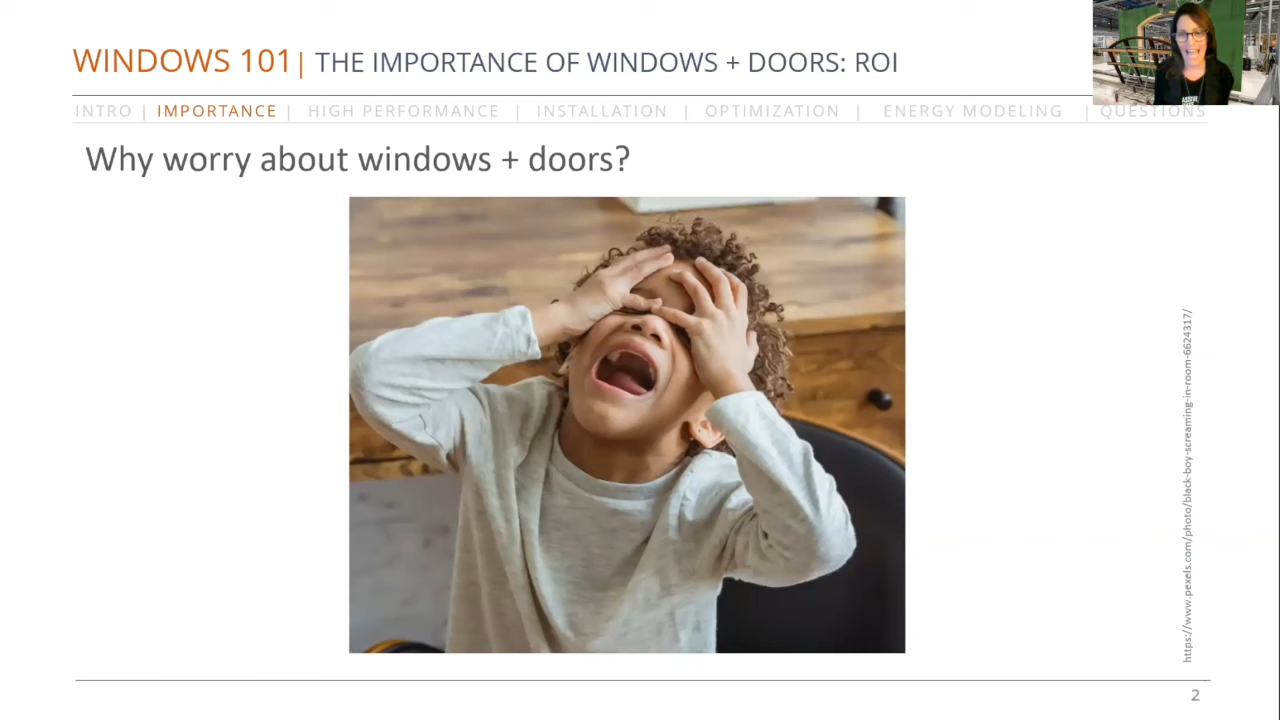 WINDOWS 101| THE IMPORTANCE OF WINDOWS + DOORS: ROI
INTRO | IMPORTANCE | HIGH PERFORMANCE | INSTALLATION | OPTIMIZATION | ENERGY MODELING | QUESTIONS
Why worry about windows + doors?
https://www.pexels.com/photo/black-boy-screaming-in-room-6624317/
2